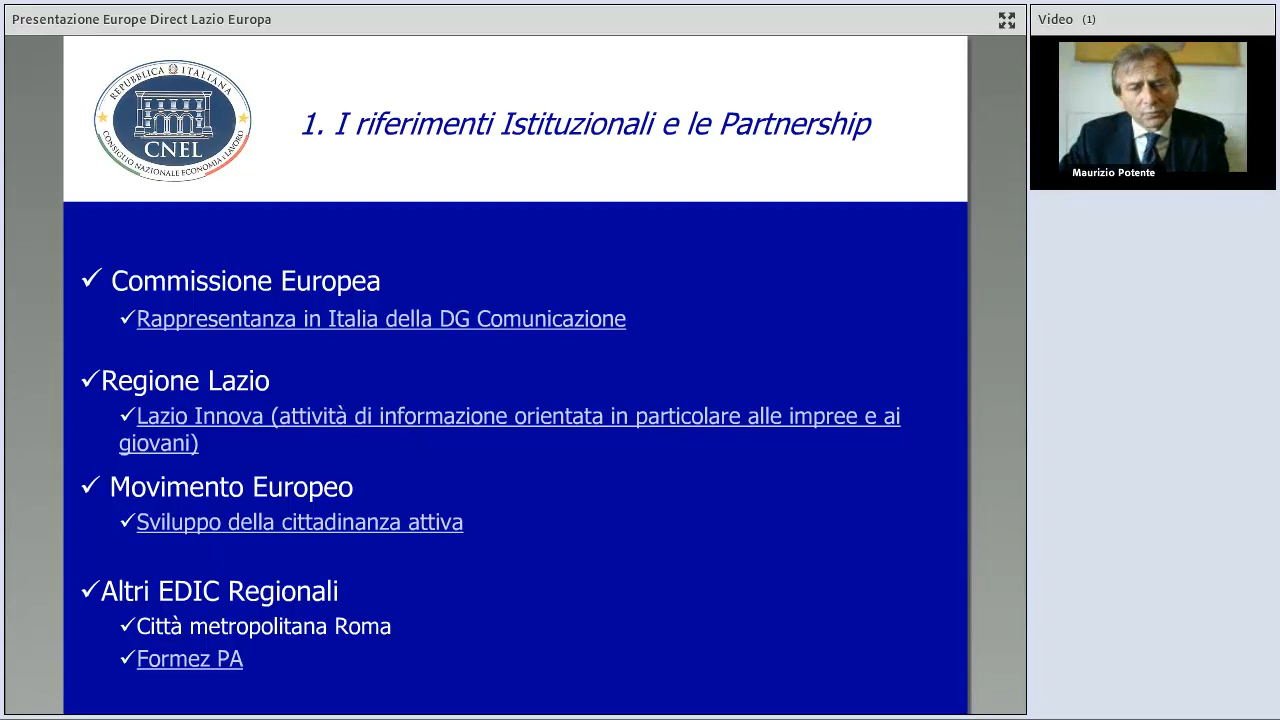 Presentazione Europe Direct Lazio Europa
Video (1)
REPUBBLICA ITALIANA
CNEL
CONSIGLIO NAZIONALE ECONOMIA E LAVORO
1. I riferimenti Istituzionali e le Partnership
Maurizio Potente
✓ Commissione Europea
✓Rappresentanza in Italia della DG Comunicazione
✓Regione Lazio
✓Lazio Innova (attività di informazione orientata in particolare alle impree e ai
giovani)
✓ Movimento Europeo
✓Sviluppo della cittadinanza attiva
✓Altri EDIC Regionali
✓Città metropolitana Roma
✓Formez PA